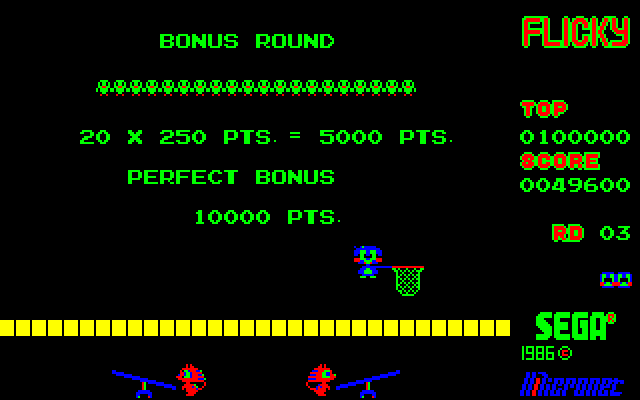 BONUS ROUND
20 X 250 PTS. = 5000 PTS.
PERFECT BONUS
10000 PTS.
FLICKY
TOP
0100000
SCORE
0049600
RD 03
SEGA®
1986©
Micronet